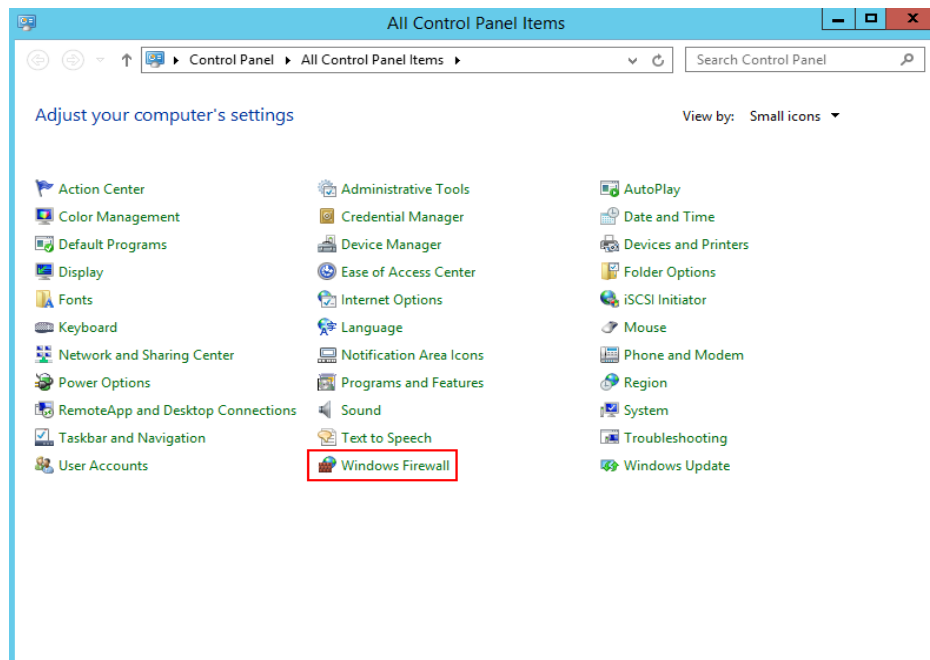 All Control Panel Items
Control Panel All Control Panel Items
Search Control Panel
Adjust your computer's settings
View by: Small icons
Action Center Administrative Tools AutoPlay
Color Management Credential Manager Date and Time
Default Programs Device Manager Devices and Printers
Display Ease of Access Center Folder Options
Fonts Internet Options iSCSI Initiator
Keyboard Language Mouse
Network and Sharing Center Notification Area Icons Phone and Modem
Power Options Programs and Features Region
RemoteApp and Desktop Connections Sound System
Taskbar and Navigation Text to Speech Troubleshooting
User Accounts Windows Firewall Windows Update